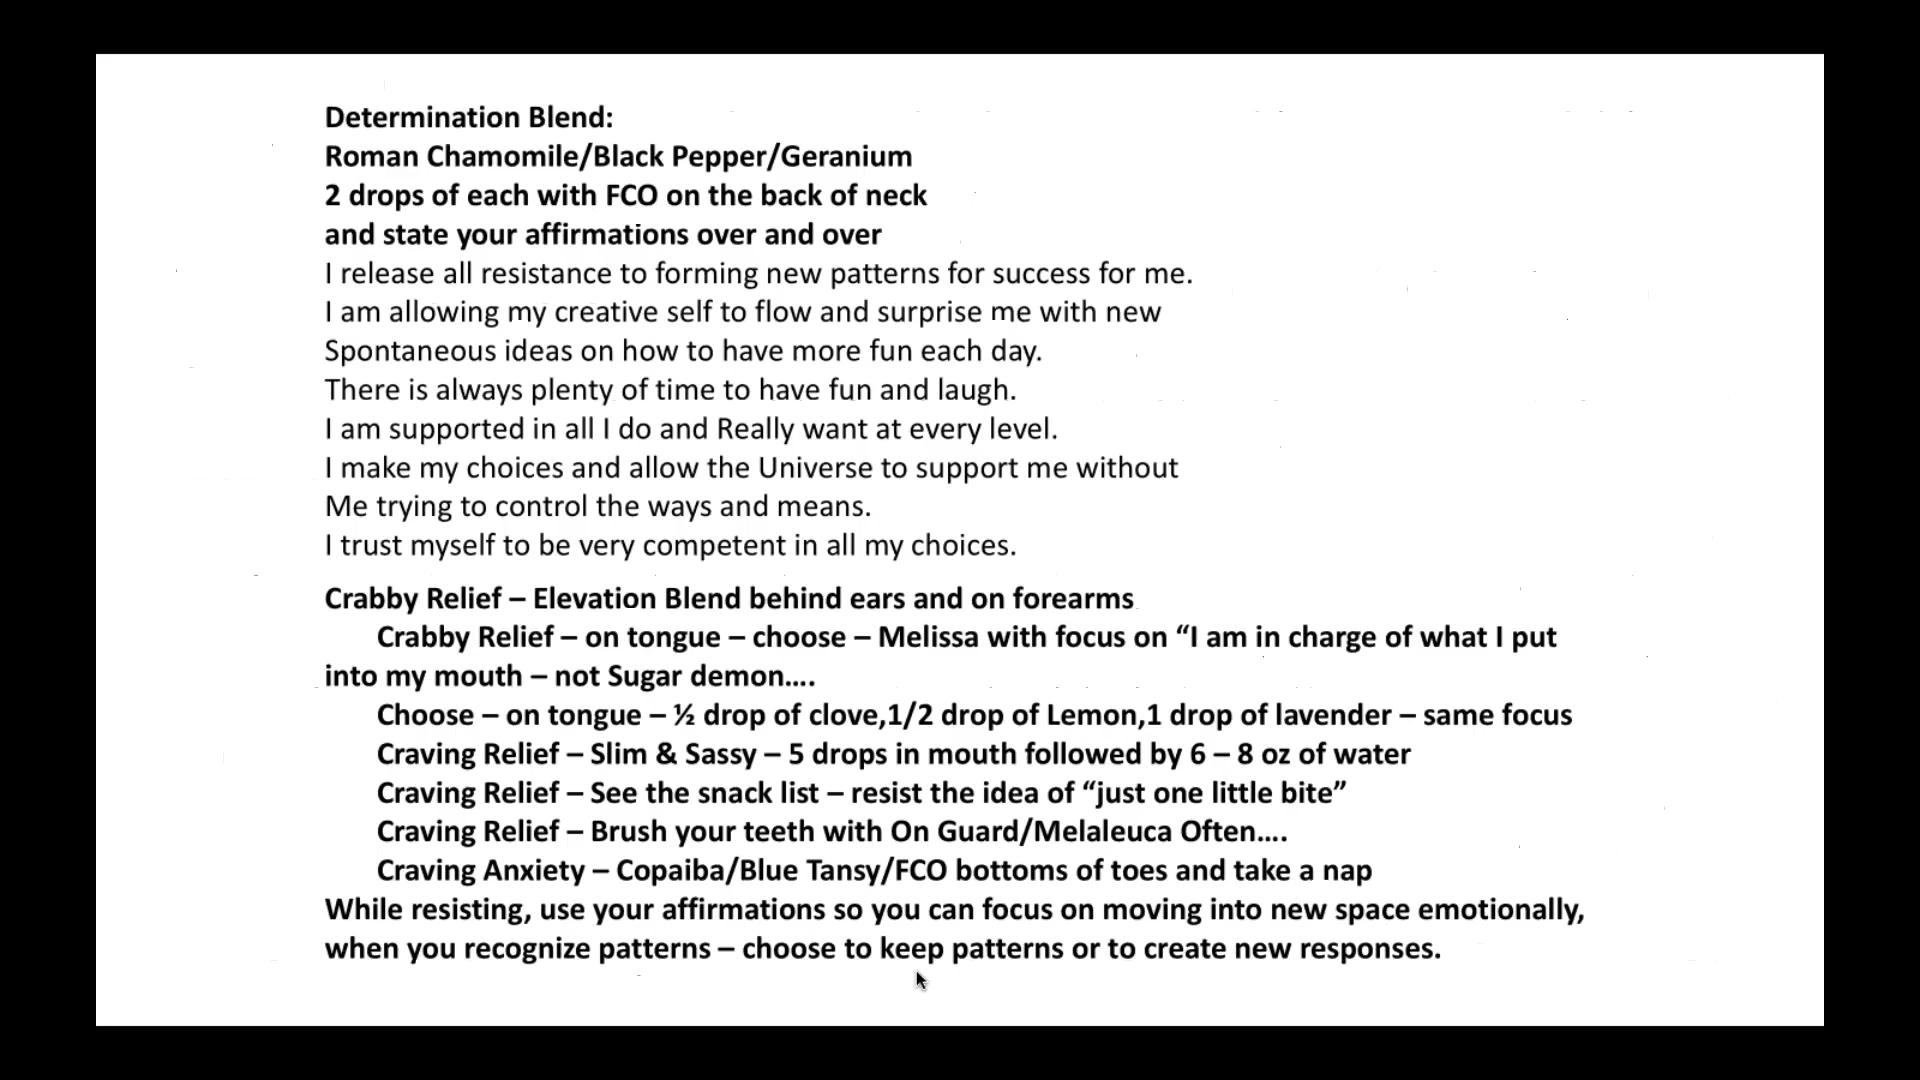 Determination Blend:
Roman Chamomile/Black Pepper/Geranium
2 drops of each with FCO on the back of neck
and state your affirmations over and over
I release all resistance to forming new patterns for success for me.
I am allowing my creative self to flow and surprise me with new
Spontaneous ideas on how to have more fun each day.
There is always plenty of time to have fun and laugh.
I am supported in all I do and Really want at every level.
I make my choices and allow the Universe to support me without
Me trying to control the ways and means.
I trust myself to be very competent in all my choices.
Crabby Relief – Elevation Blend behind ears and on forearms
Crabby Relief – on tongue – choose – Melissa with focus on “I am in charge of what I put
into my mouth – not Sugar demon....
Choose – on tongue – ½ drop of clove,1/2 drop of Lemon,1 drop of lavender – same focus
Craving Relief – Slim & Sassy – 5 drops in mouth followed by 6 – 8 oz of water
Craving Relief – See the snack list – resist the idea of “just one little bite”
Craving Relief – Brush your teeth with On Guard/Melaleuca Often....
Craving Anxiety – Copaiba/Blue Tansy/FCO bottoms of toes and take a nap
While resisting, use your affirmations so you can focus on moving into new space emotionally,
when you recognize patterns – choose to keep patterns or to create new responses.